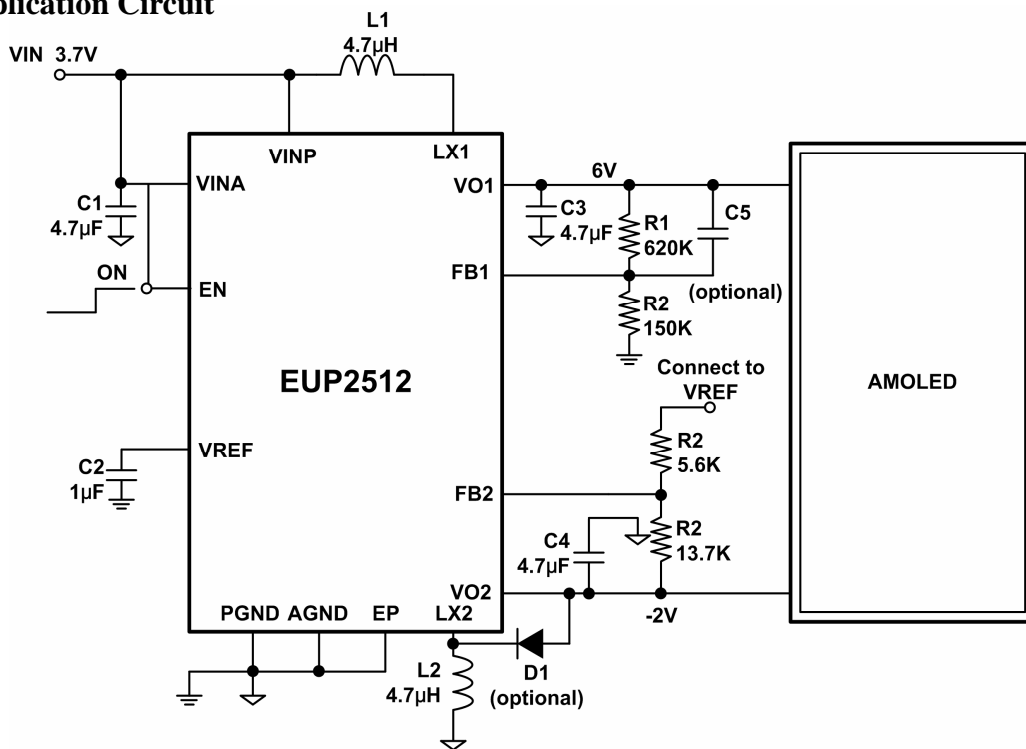 plication Circuit
L1
4.7µH
VIN 3.7V
VINP
LX1
VINA
VO1
6V
C1
4.7µF
C3
4.7µF
R1
620K
C5
ON
EN
FB1
(optional)
R2
150K
EUP2512
Connect to
VREF
AMOLED
VREF
C2
1µF
R2
5.6K
FB2
C4
4.7µF
R2
13.7K
VO2
-2V
PGND AGND EP LX2
L2
4.7µH
D1
(optional)